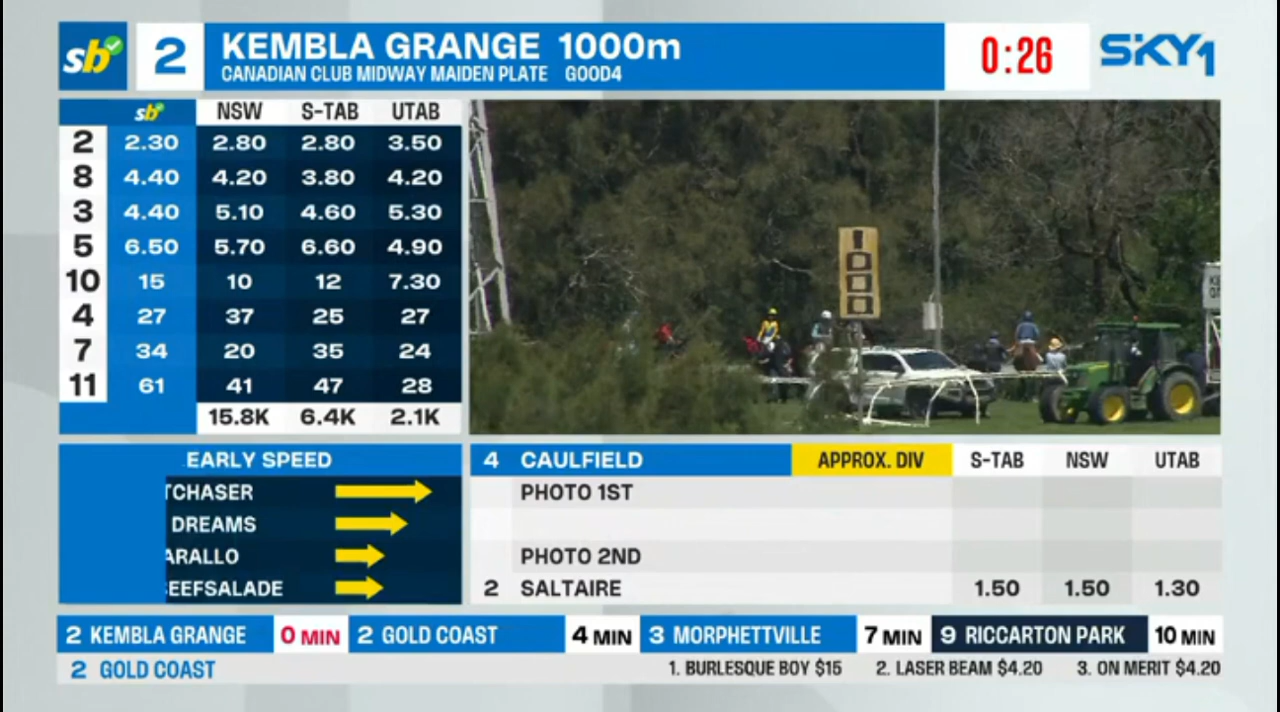 sb 2 KEMBLA GRANGE 1000m 0:26 SKY1
CANADIAN CLUB MIDWAY MAIDEN PLATE GOOD4
sb NSW S-TAB UTAB
2 2.30 2.80 2.80 3.50
8 4.40 4.20 3.80 4.20
3 4.40 5.10 4.60 5.30
5 6.50 5.70 6.60 4.90
10 15 10 12 7.30
4 27 37 25 27
7 34 20 35 24
11 61 41 47 28
15.8K 6.4K 2.1K
1000
EARLY SPEED
TCHASER
DREAMS
ARALLO
EEFSALADE
4 CAULFIELD APPROX. DIV S-TAB NSW UTAB
PHOTO 1ST
PHOTO 2ND
2 SALTAIRE 1.50 1.50 1.30
2 KEMBLA GRANGE 0 MIN 2 GOLD COAST 4 MIN 3 MORPHETTVILLE 7 MIN 9 RICCARTON PARK 10 MIN
2 GOLD COAST 1. BURLESQUE BOY $15 2. LASER BEAM $4.20 3. ON MERIT $4.20